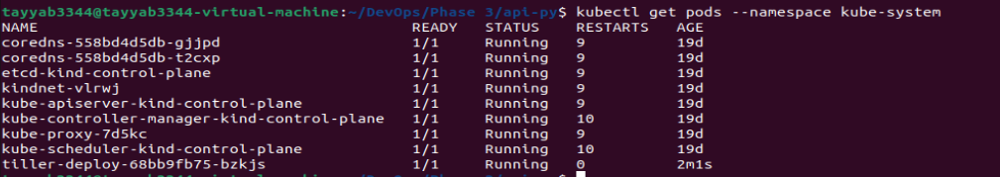 tayyab3344@tayyab3344-virtual-machine:~/DevOps/Phase 3/api-py$ kubectl get pods --namespace kube-system
NAME READY STATUS RESTARTS AGE
coredns-558bd4d5db-gjjpd 1/1 Running 9 19d
coredns-558bd4d5db-t2cxp 1/1 Running 9 19d
etcd-kind-control-plane 1/1 Running 9 19d
kindnet-vlrwj 1/1 Running 9 19d
kube-apiserver-kind-control-plane 1/1 Running 9 19d
kube-controller-manager-kind-control-plane 1/1 Running 10 19d
kube-proxy-7d5kc 1/1 Running 9 19d
kube-scheduler-kind-control-plane 1/1 Running 10 19d
tiller-deploy-68bb9fb75-bzkjs 1/1 Running 0 2m1s